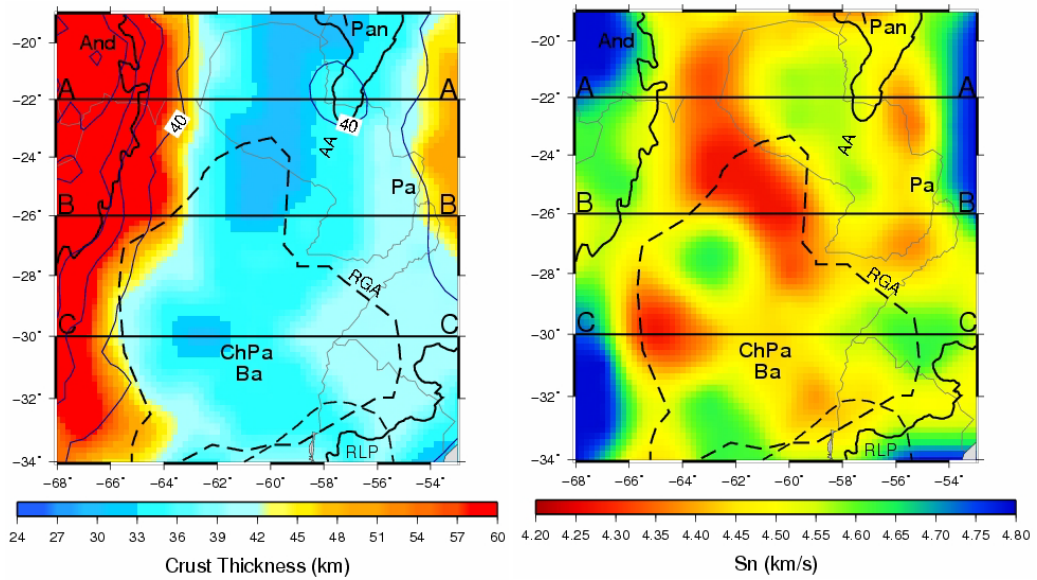 And
Pan
A
A
40
40
AA
Pa
B
B
RGA
C
C
ChPa
Ba
RLP
−20˚
−22˚
−24˚
−26˚
−28˚
−30˚
−32˚
−34˚
−68˚ −66˚ −64˚ −62˚ −60˚ −58˚ −56˚ −54˚
24 27 30 33 36 39 42 45 48 51 54 57 60
Crust Thickness (km)
And
Pan
A
A
AA
Pa
B
B
RGA
C
C
ChPa
Ba
RLP
−20˚
−22˚
−24˚
−26˚
−28˚
−30˚
−32˚
−34˚
−68˚ −66˚ −64˚ −62˚ −60˚ −58˚ −56˚ −54˚
4.20 4.25 4.30 4.35 4.40 4.45 4.50 4.55 4.60 4.65 4.70 4.75 4.80
Sn (km/s)